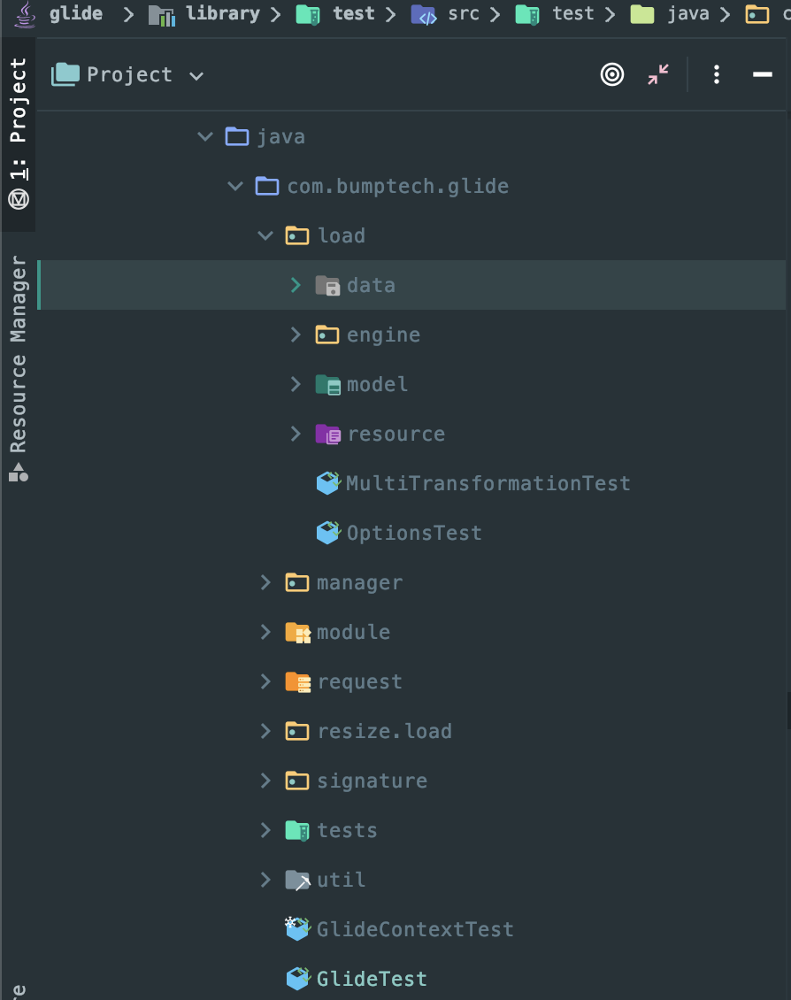 glide library test src test java
Project
1: Project
Resource Manager
java
com.bumptech.glide
load
data
engine
model
resource
MultiTransformationTest
OptionsTest
manager
module
request
resize.load
signature
tests
util
GlideContextTest
GlideTest